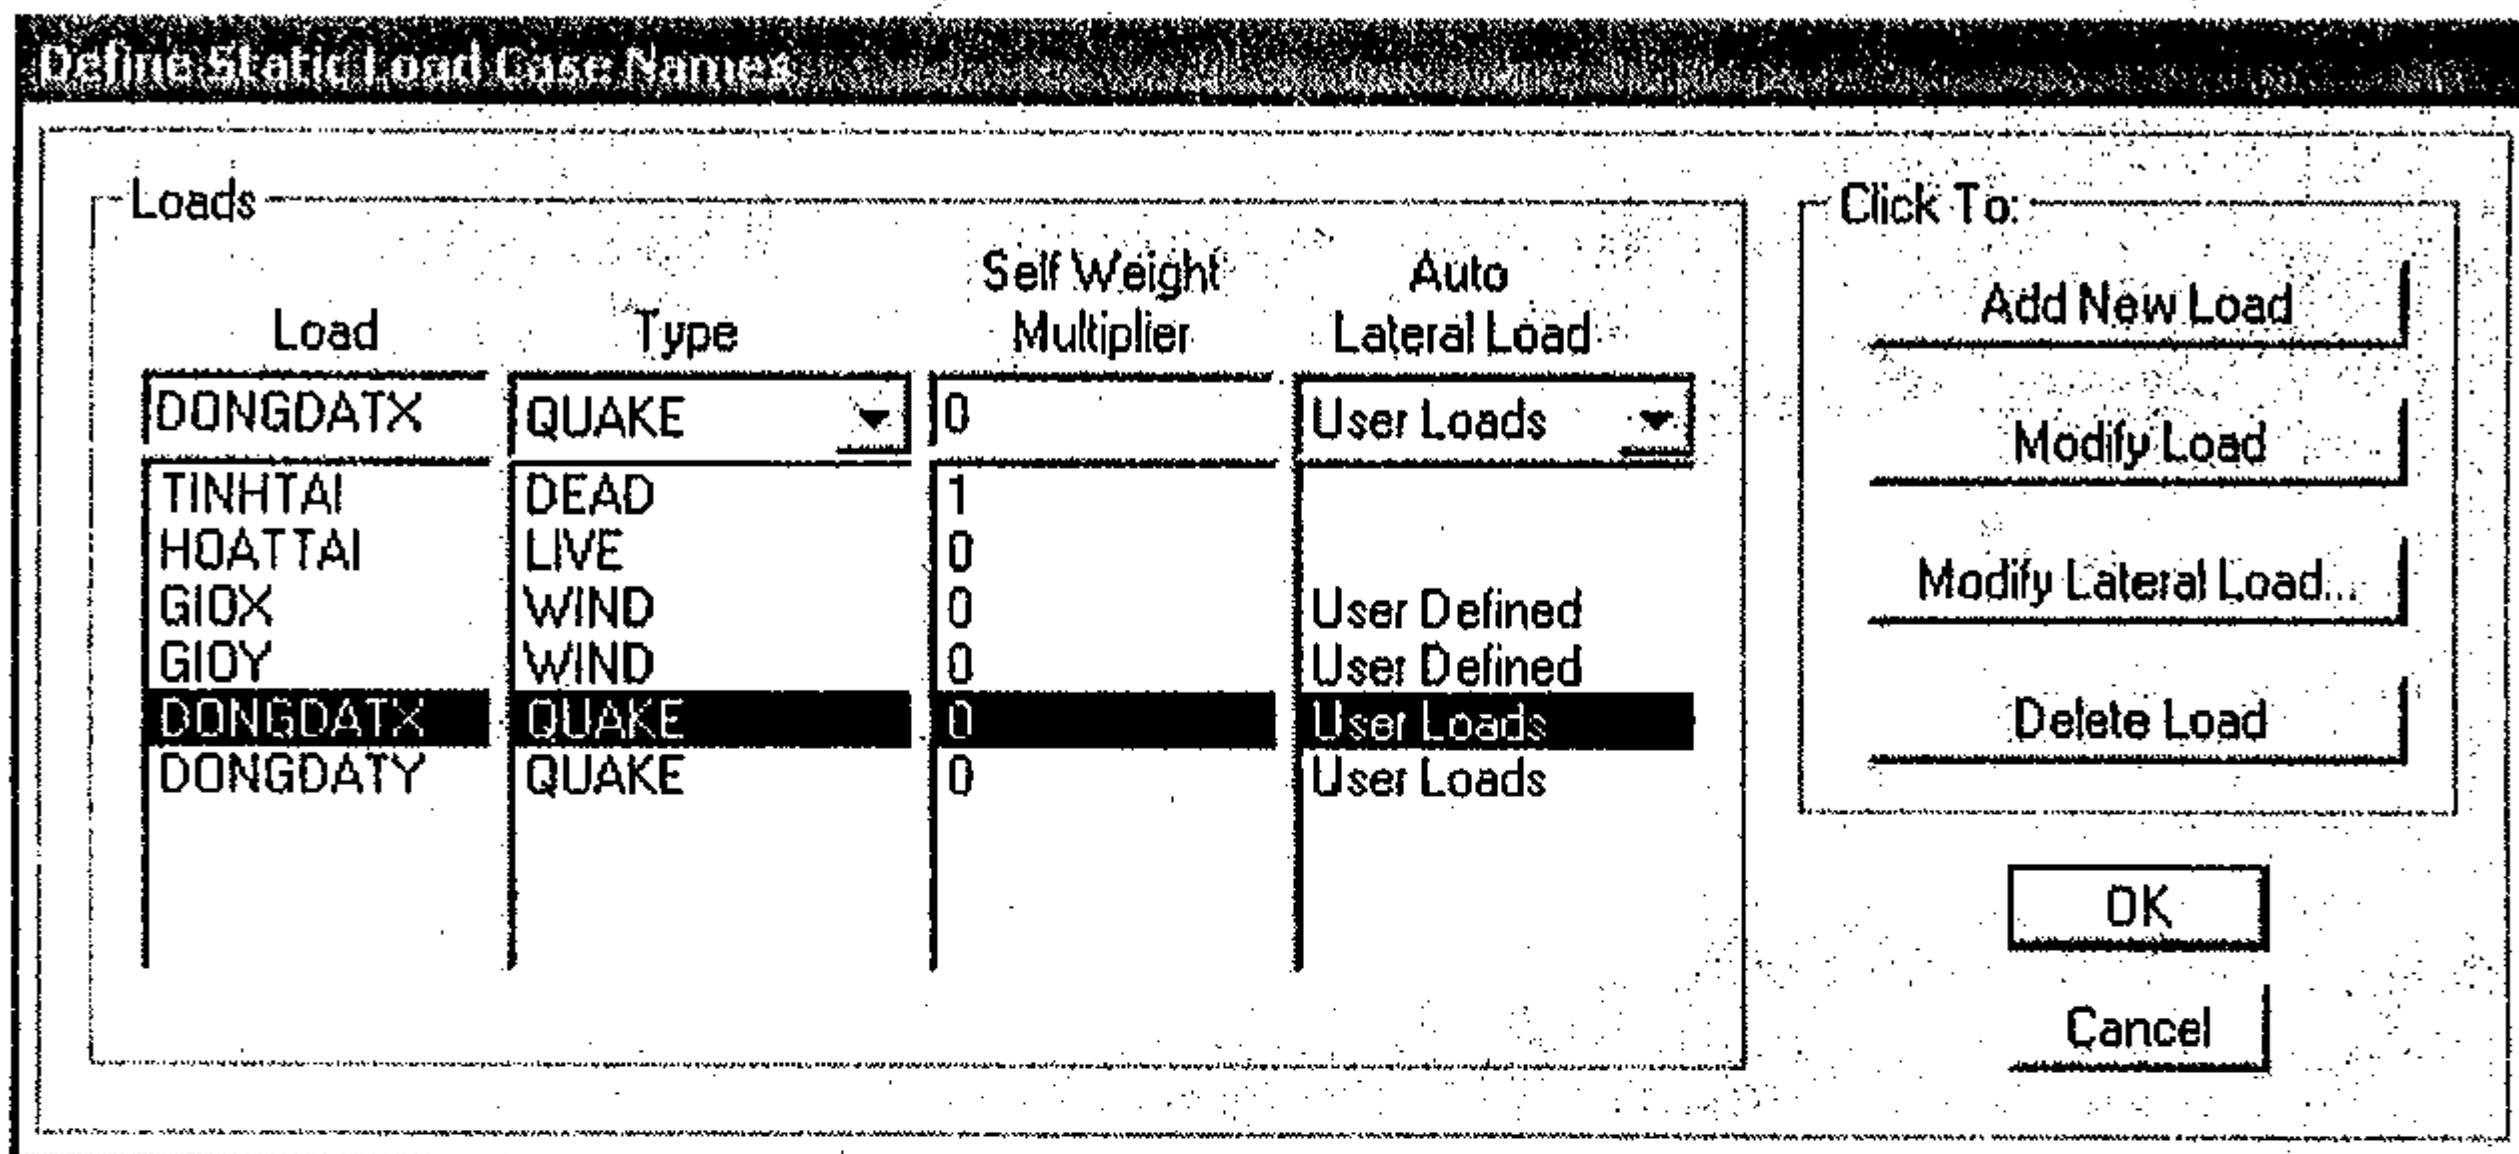 Define Static Load Case Names
Loads
Load Type Self Weight Multiplier Auto Lateral Load
DONGDATX QUAKE 0 User Loads
TINHTAI DEAD 1
HOATTAI LIVE 0
GIOX WIND 0 User Defined
GIOY WIND 0 User Defined
DONGDATX QUAKE 0 User Loads
DONGDATY QUAKE 0 User Loads
Click To:
Add New Load
Modify Load
Modify Lateral Load...
Delete Load
OK
Cancel